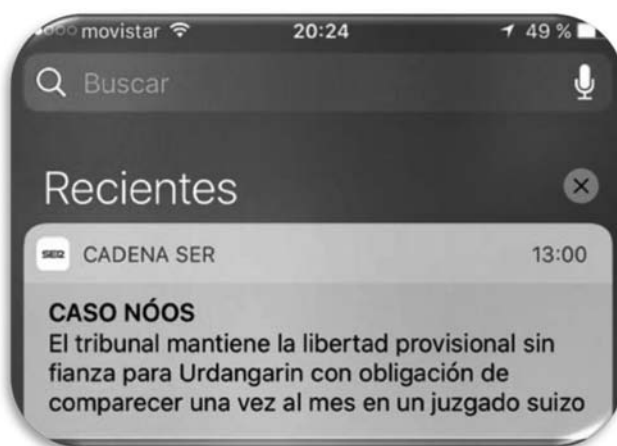 movistar 20:24 49 %
Buscar
Recientes
SER CADENA SER 13:00
CASO NÓOS
El tribunal mantiene la libertad provisional sin
fianza para Urdangarin con obligación de
comparecer una vez al mes en un juzgado suizo